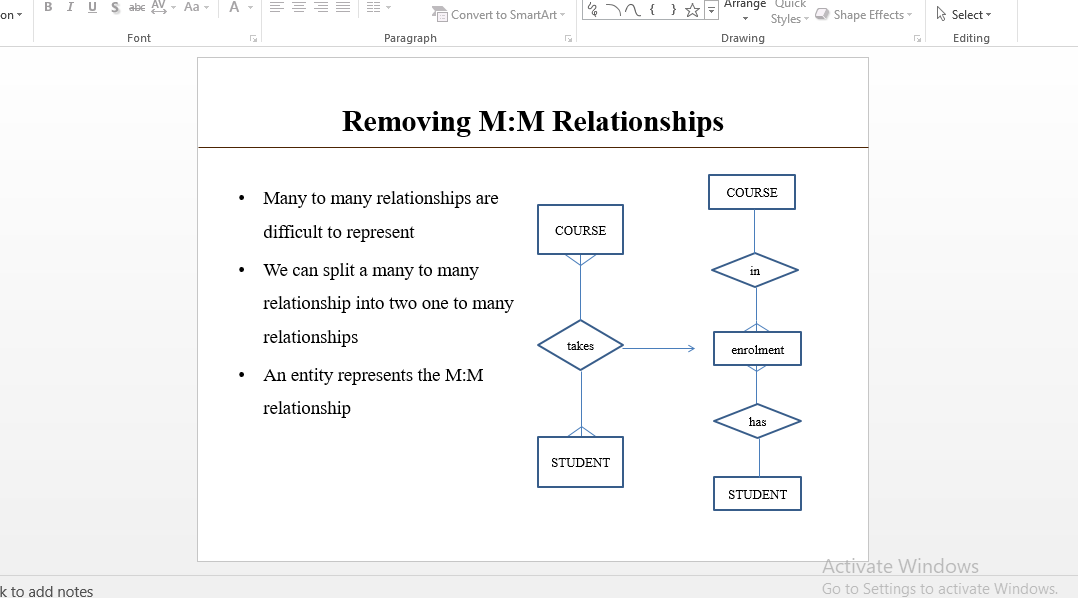 on
B I U S abc AV Aa A
Convert to SmartArt
Arrange
Quick
Styles
Shape Effects
Select
Font
Paragraph
Drawing
Editing
Removing M:M Relationships
• Many to many relationships are
difficult to represent
• We can split a many to many
relationship into two one to many
relationships
• An entity represents the M:M
relationship
COURSE
takes
STUDENT
COURSE
in
enrolment
has
STUDENT
Activate Windows
Go to Settings to activate Windows.
k to add notes